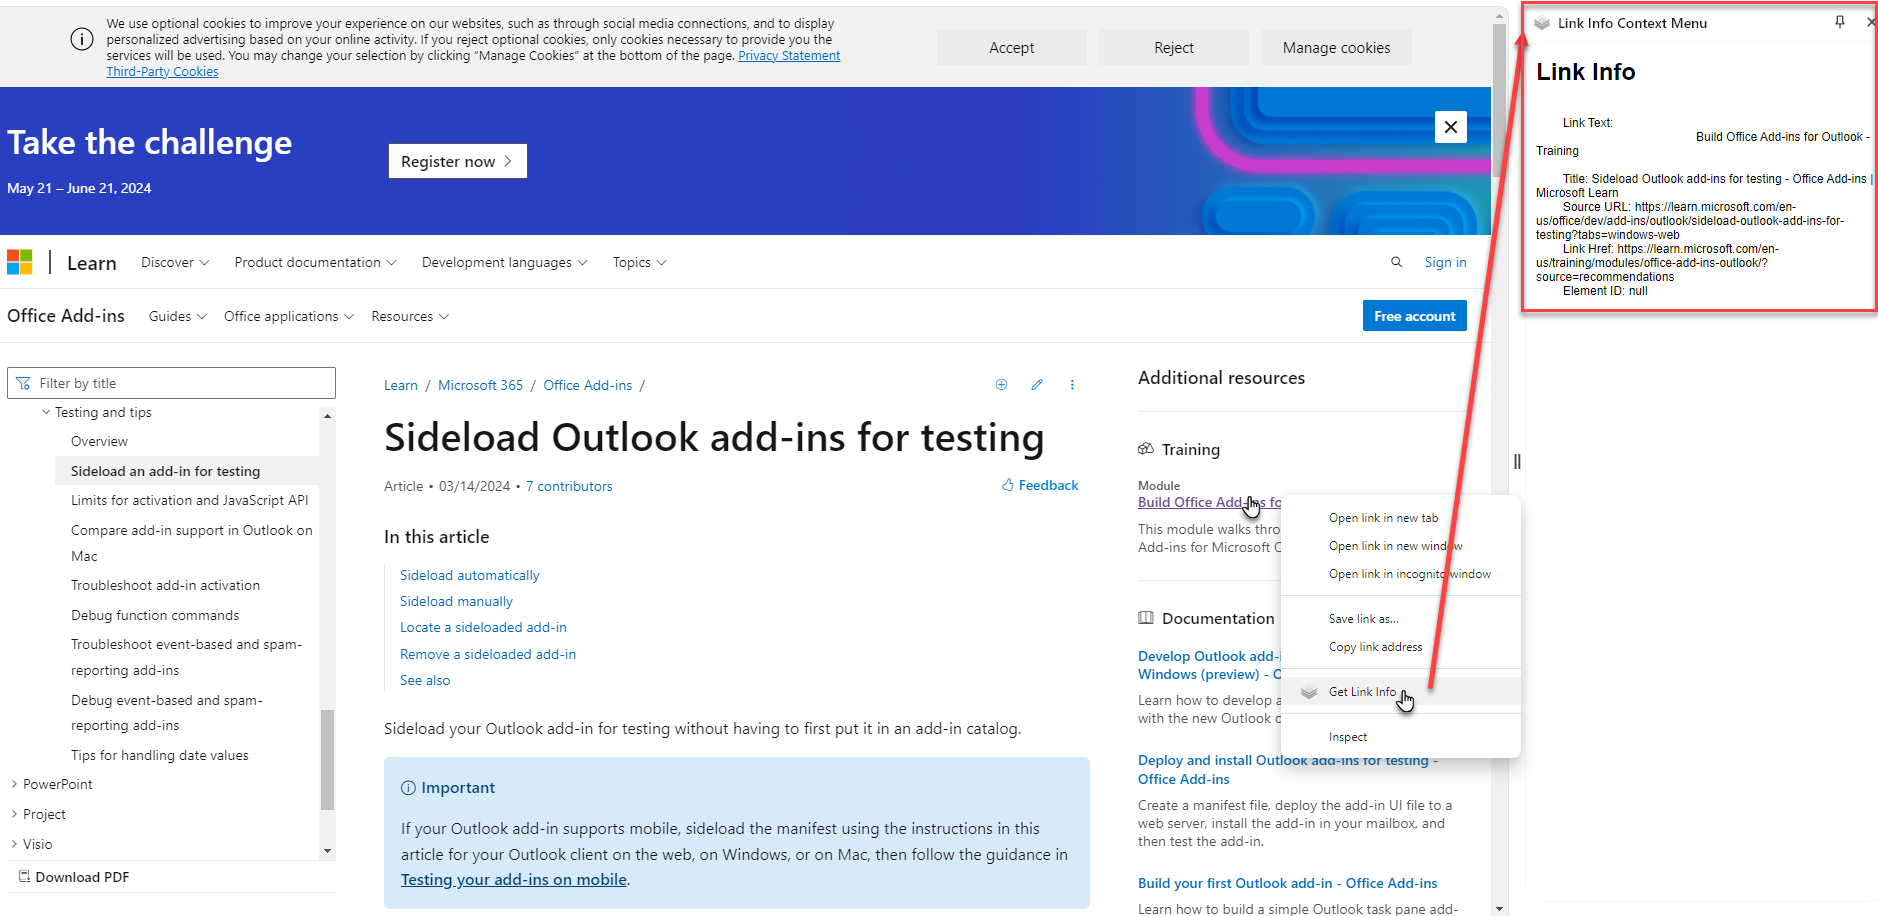 We use optional cookies to improve your experience on our websites, such as through social media connections, and to display
personalized advertising based on your online activity. If you reject optional cookies, only cookies necessary to provide you the
services will be used. You may change your selection by clicking "Manage Cookies" at the bottom of the page. Privacy Statement
Third-Party Cookies
Accept
Reject
Manage cookies
Take the challenge
May 21 – June 21, 2024
Register now
Learn
Discover
Product documentation
Development languages
Topics
Sign in
Office Add-ins
Guides
Office applications
Resources
Free account
Filter by title
Testing and tips
Overview
Sideload an add-in for testing
Limits for activation and JavaScript API
Compare add-in support in Outlook on
Mac
Troubleshoot add-in activation
Debug function commands
Troubleshoot event-based and spam-
reporting add-ins
Debug event-based and spam-
reporting add-ins
Tips for handling date values
PowerPoint
Project
Visio
Download PDF
Learn / Microsoft 365 / Office Add-ins /
Sideload Outlook add-ins for testing
Article • 03/14/2024 • 7 contributors
Feedback
In this article
Sideload automatically
Sideload manually
Locate a sideloaded add-in
Remove a sideloaded add-in
See also
Sideload your Outlook add-in for testing without having to first put it in an add-in catalog.
Important
If your Outlook add-in supports mobile, sideload the manifest using the instructions in this
article for your Outlook client on the web, on Windows, or on Mac, then follow the guidance in
Testing your add-ins on mobile.
Additional resources
Training
Module
Build Office Add-ins fo
This module walks thro
Add-ins for Microsoft
Documentation
Develop Outlook add-i
Windows (preview) -
Learn how to develop a
with the new Outlook c
Deploy and install Outlook add-ins for testing -
Office Add-ins
Create a manifest file, deploy the add-in UI file to a
web server, install the add-in in your mailbox, and
then test the add-in.
Build your first Outlook add-in - Office Add-ins
Learn how to build a simple Outlook task pane add-
Open link in new tab
Open link in new window
Open link in incognito window
Save link as...
Copy link address
Get Link Info
Inspect
Link Info Context Menu
Link Info
Link Text:
Build Office Add-ins for Outlook -
Training
Title: Sideload Outlook add-ins for testing - Office Add-ins |
Microsoft Learn
Source URL: https://learn.microsoft.com/en-
us/office/dev/add-ins/outlook/sideload-outlook-add-ins-for-
testing?tabs=windows-web
Link Href: https://learn.microsoft.com/en-
us/training/modules/office-add-ins-outlook/?
source=recommendations
Element ID: null